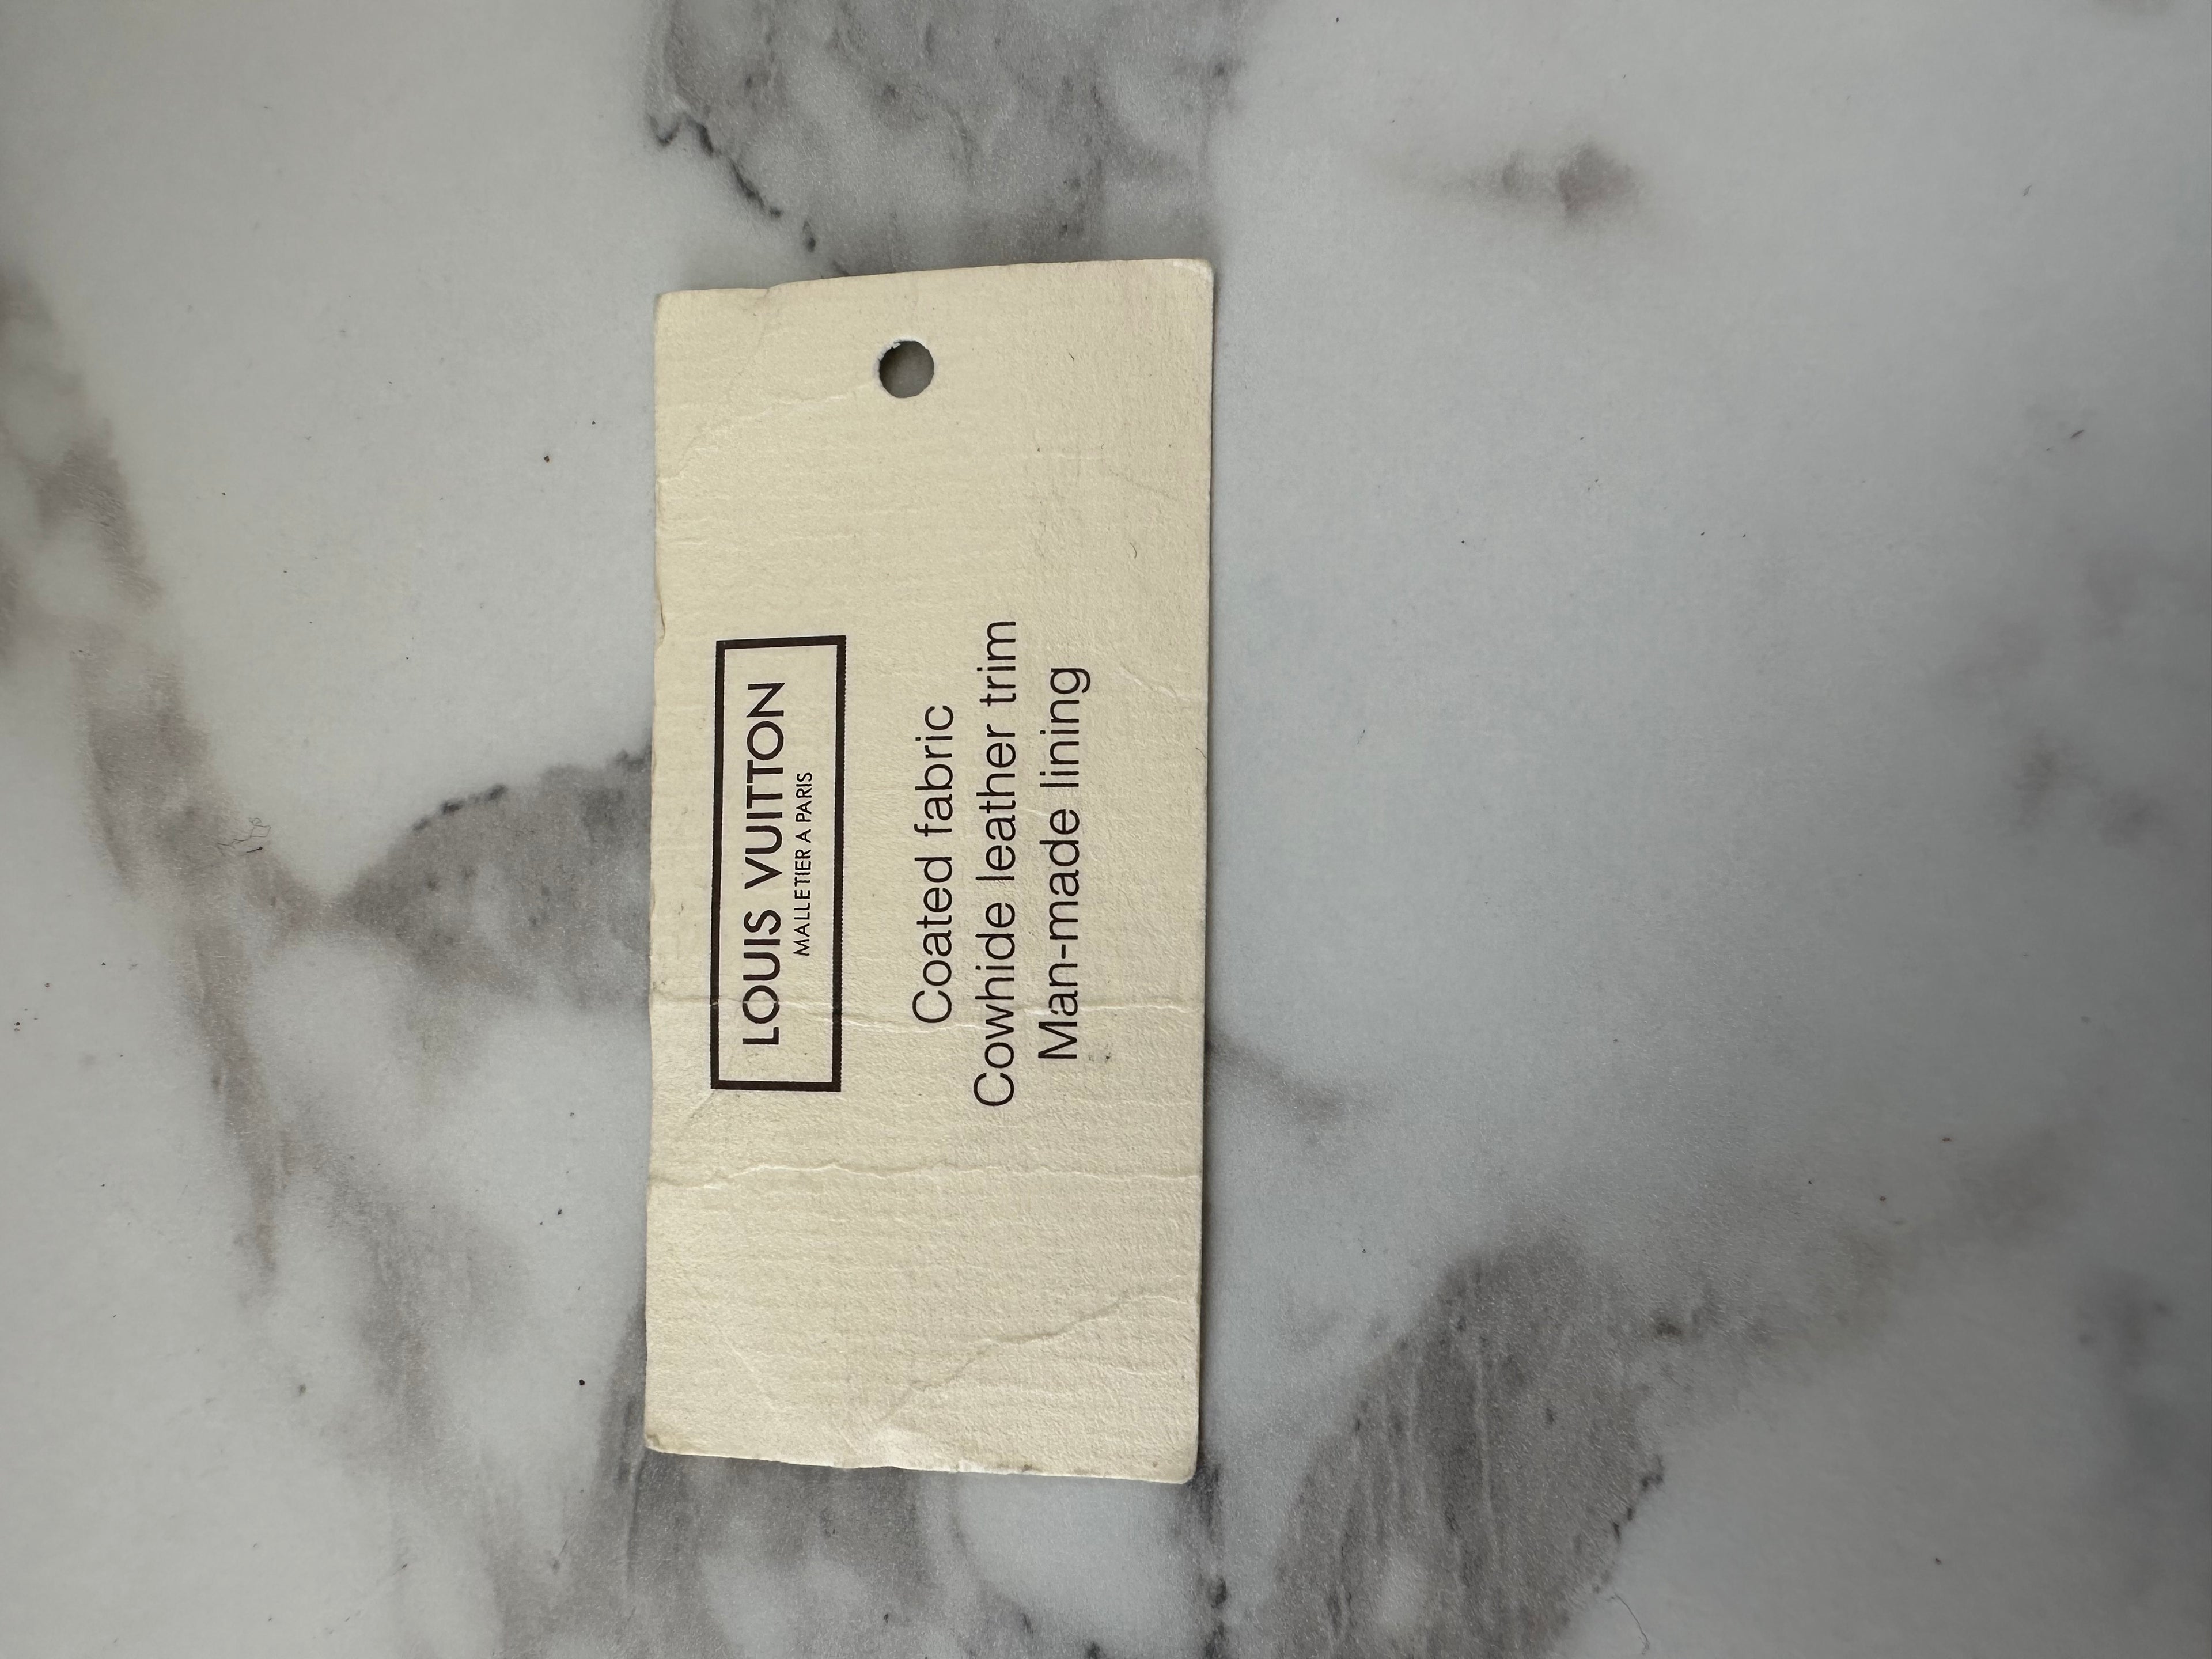 LOUIS VUITTON
MALLETIER A PARIS
Coated fabric
Cowhide leather trim
Man-made lining